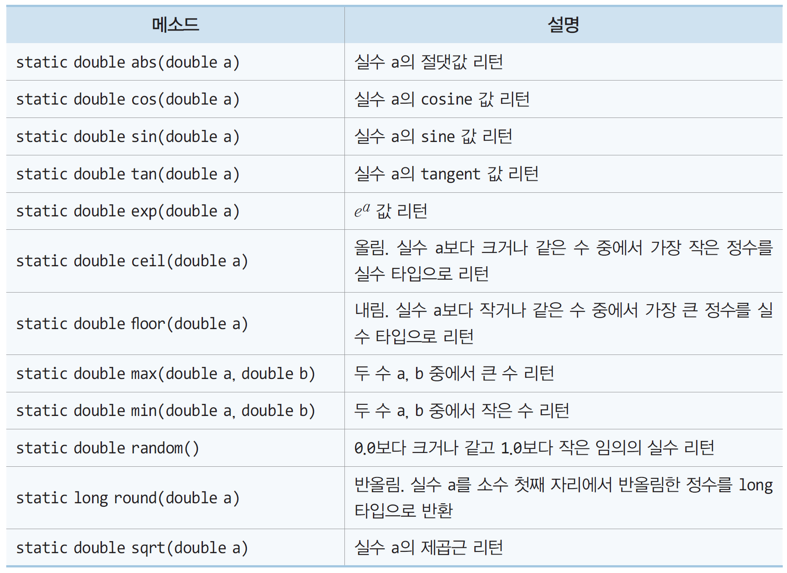 메소드 설명
static double abs(double a) 실수 a의 절댓값 리턴
static double cos(double a) 실수 a의 cosine 값 리턴
static double sin(double a) 실수 a의 sine 값 리턴
static double tan(double a) 실수 a의 tangent 값 리턴
static double exp(double a) eᵃ 값 리턴
static double ceil(double a) 올림. 실수 a보다 크거나 같은 수 중에서 가장 작은 정수를
실수 타입으로 리턴
static double floor(double a) 내림. 실수 a보다 작거나 같은 수 중에서 가장 큰 정수를 실
수 타입으로 리턴
static double max(double a, double b) 두 수 a, b 중에서 큰 수 리턴
static double min(double a, double b) 두 수 a, b 중에서 작은 수 리턴
static double random() 0.0보다 크거나 같고 1.0보다 작은 임의의 실수 리턴
static long round(double a) 반올림. 실수 a를 소수 첫째 자리에서 반올림한 정수를 long
타입으로 반환
static double sqrt(double a) 실수 a의 제곱근 리턴